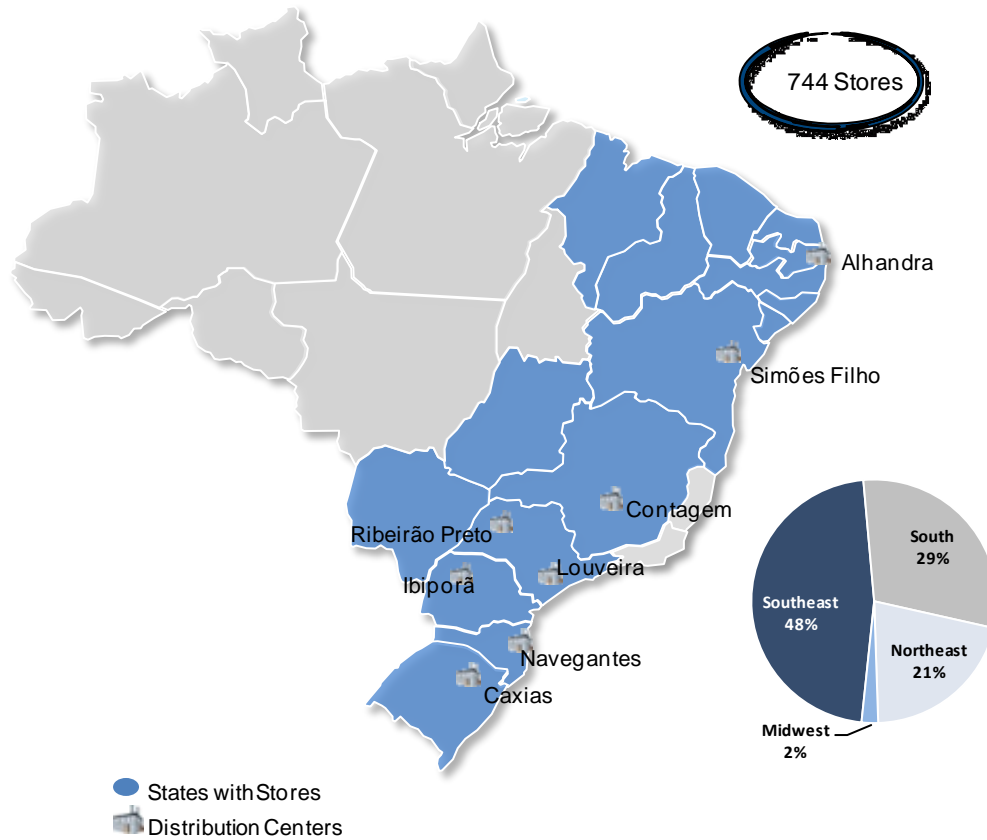 744 Stores
Alhandra
Simões Filho
Contagem
Ribeirão Preto
Louveira
Ibiporã
Navegantes
Caxias
South
29%
Southeast
48%
Northeast
21%
Midwest
2%
States with Stores
Distribution Centers